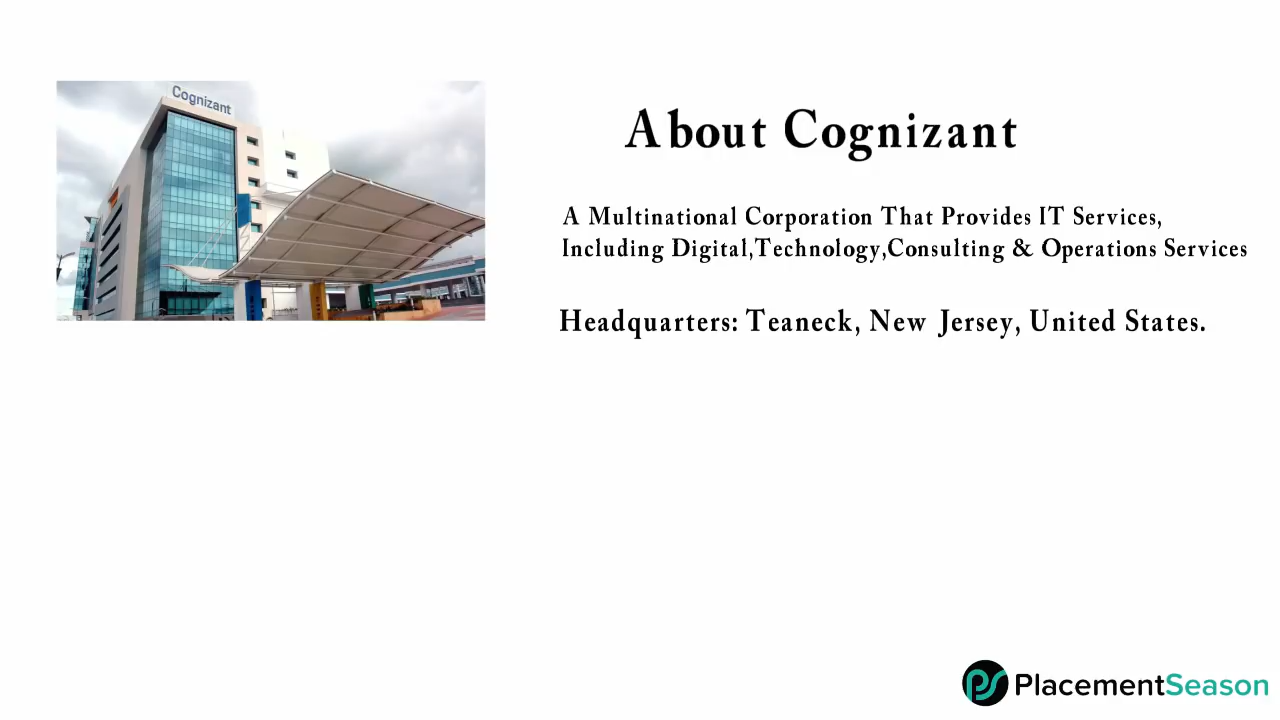 Cognizant
About Cognizant
A Multinational Corporation That Provides IT Services,
Including Digital,Technology,Consulting & Operations Services
Headquarters: Teaneck, New Jersey, United States.
PlacementSeason